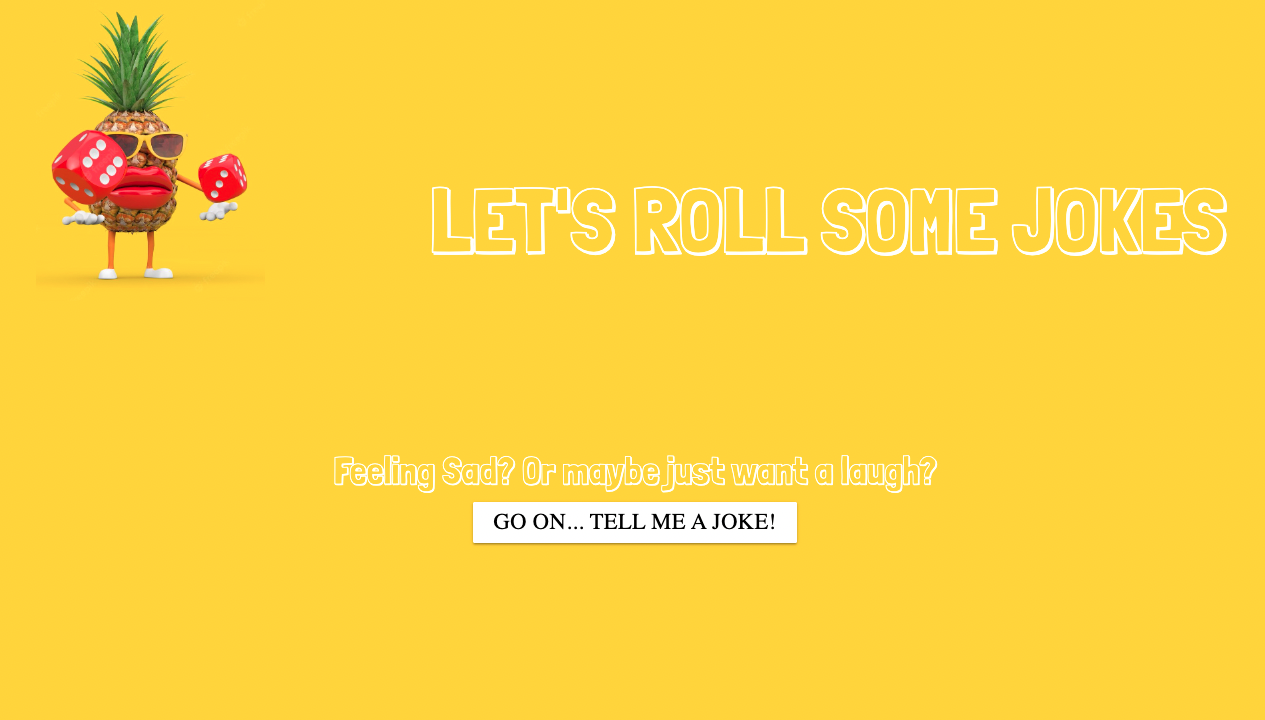 LET'S ROLL SOME JOKES
Feeling Sad? Or maybe just want a laugh?
GO ON... TELL ME A JOKE!